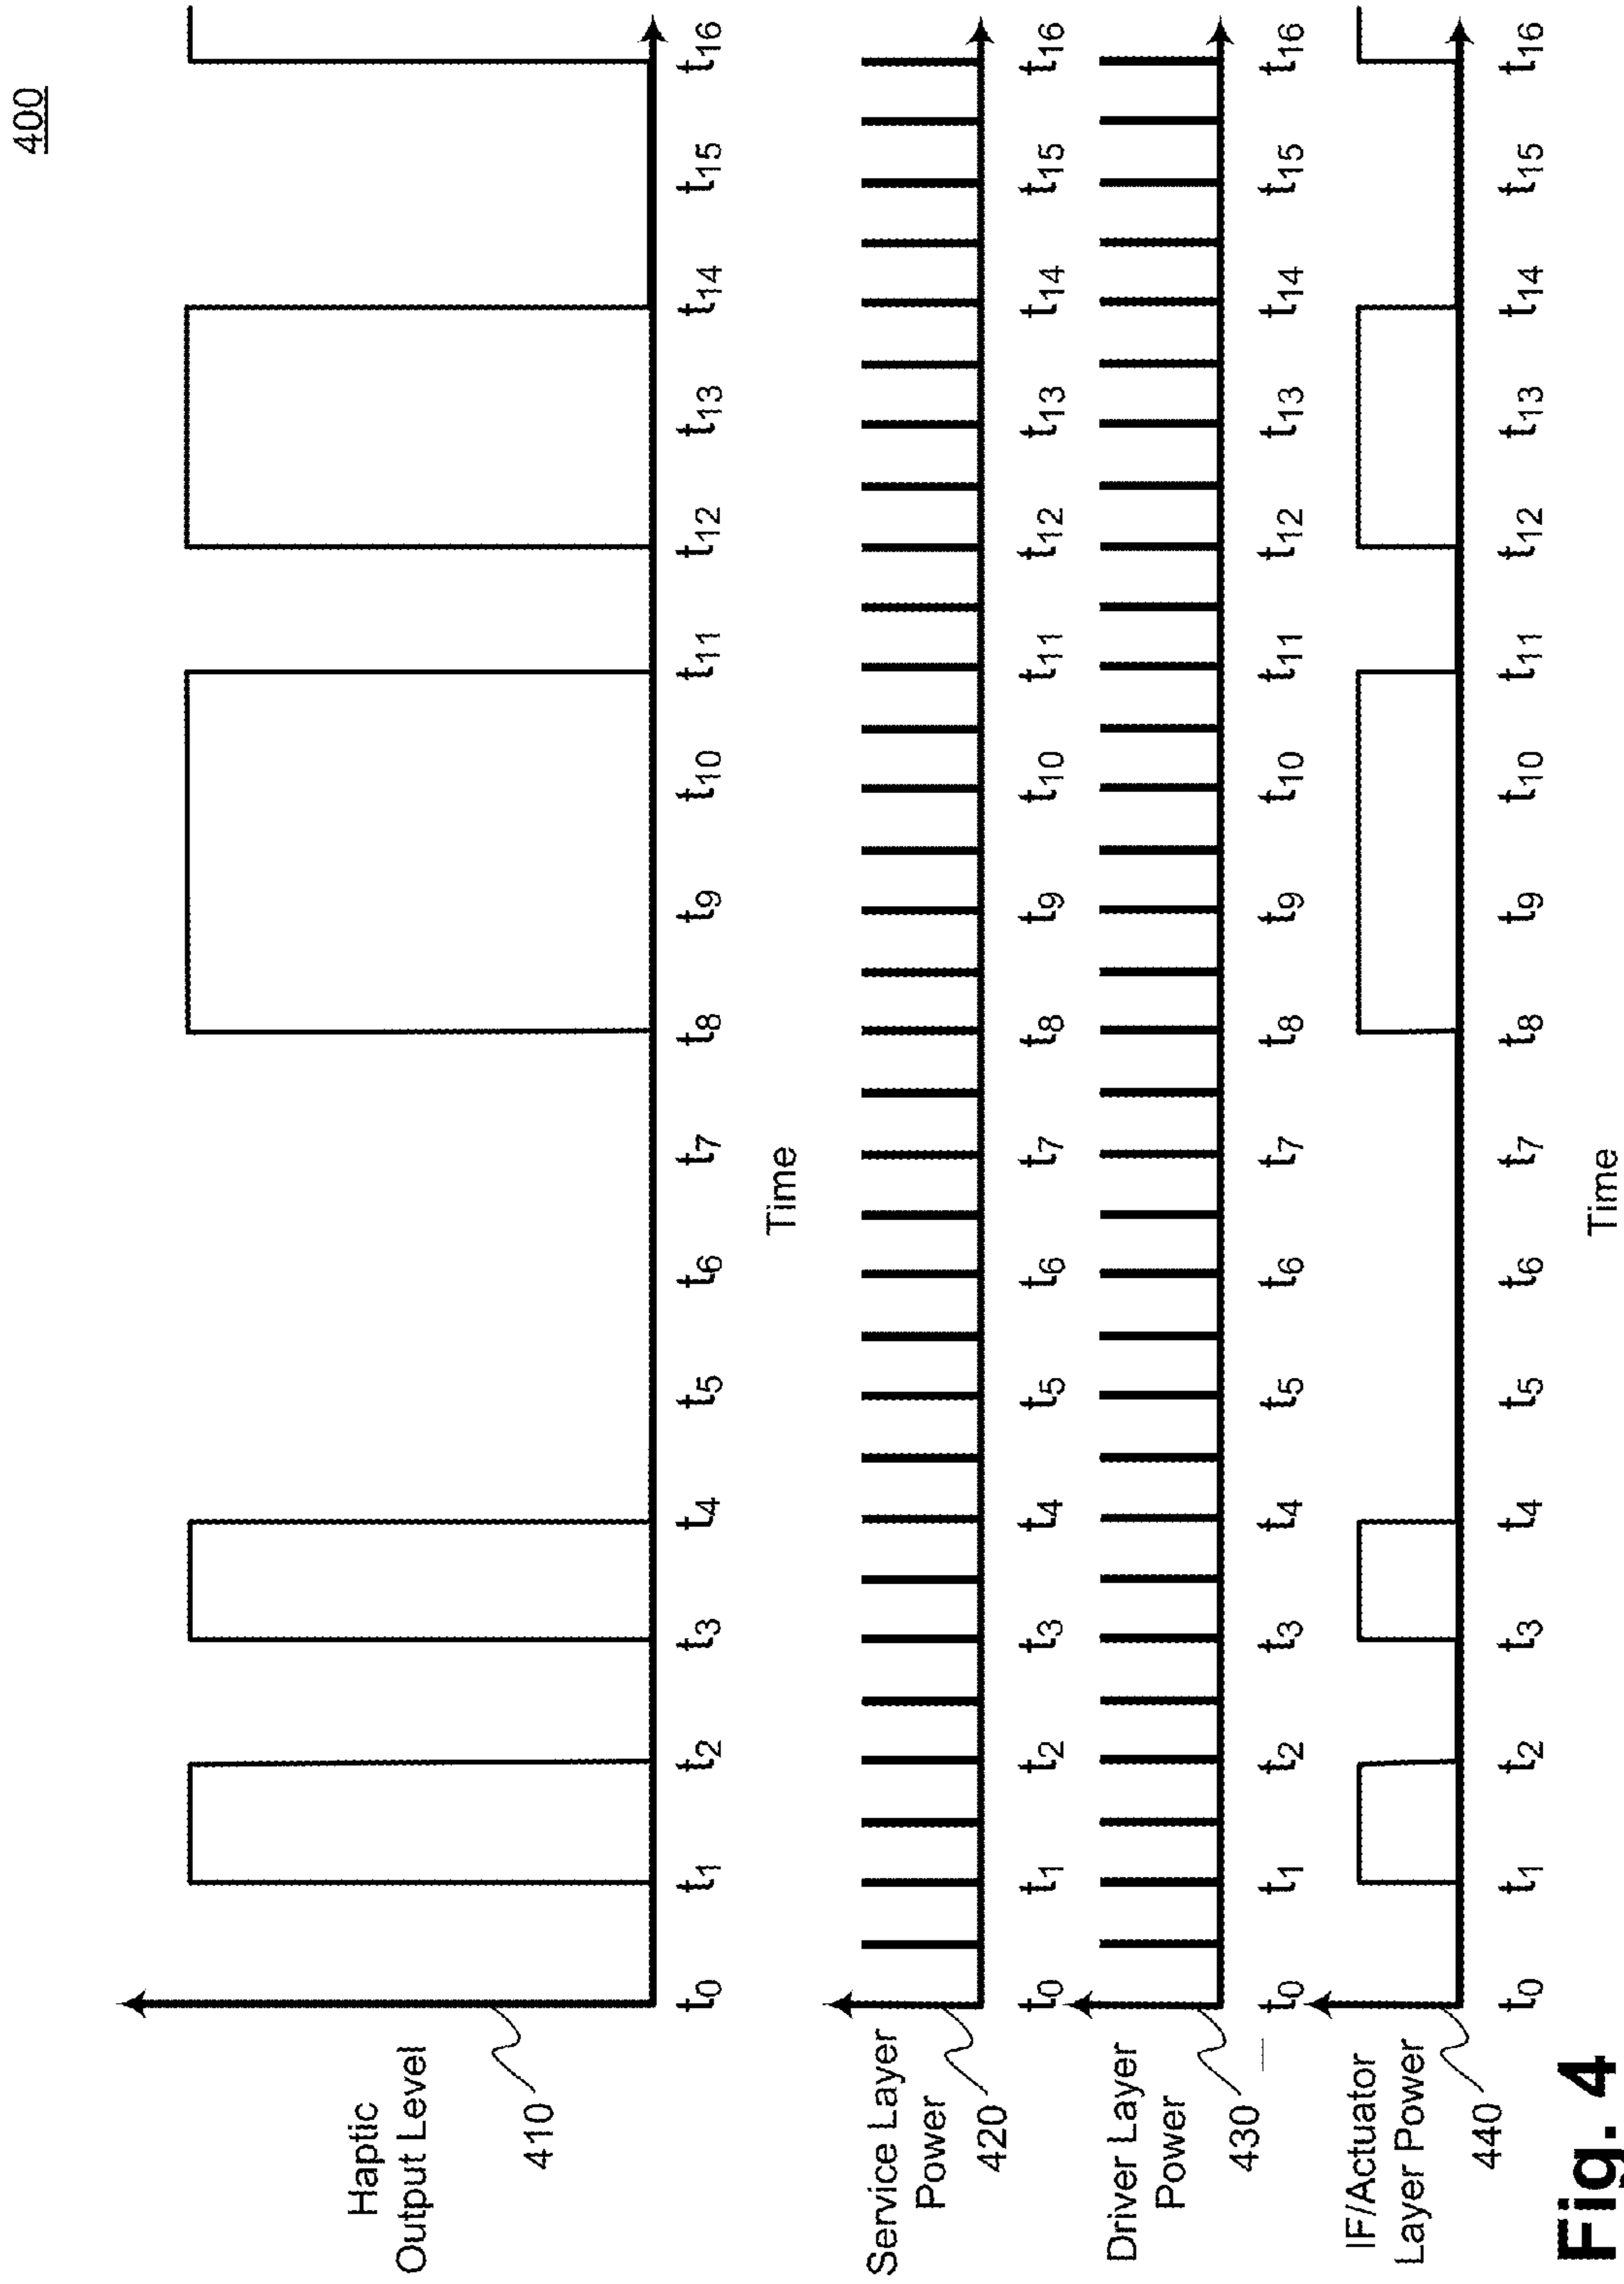 400
Haptic
Output Level
410
t0 t1 t2 t3 t4 t5 t6 t7 t8 t9 t10 t11 t12 t13 t14 t15 t16
Time
Service Layer
Power
420
t0 t1 t2 t3 t4 t5 t6 t7 t8 t9 t10 t11 t12 t13 t14 t15 t16
Driver Layer
Power
430
t0 t1 t2 t3 t4 t5 t6 t7 t8 t9 t10 t11 t12 t13 t14 t15 t16
IF/Actuator
Layer Power
440
t0 t1 t2 t3 t4 t5 t6 t7 t8 t9 t10 t11 t12 t13 t14 t15 t16
Time
Fig. 4